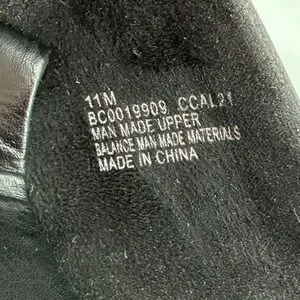 11M
BC0019909 CCAL21
MAN MADE UPPER
BALANCE MAN MADE MATERIALS
MADE IN CHINA